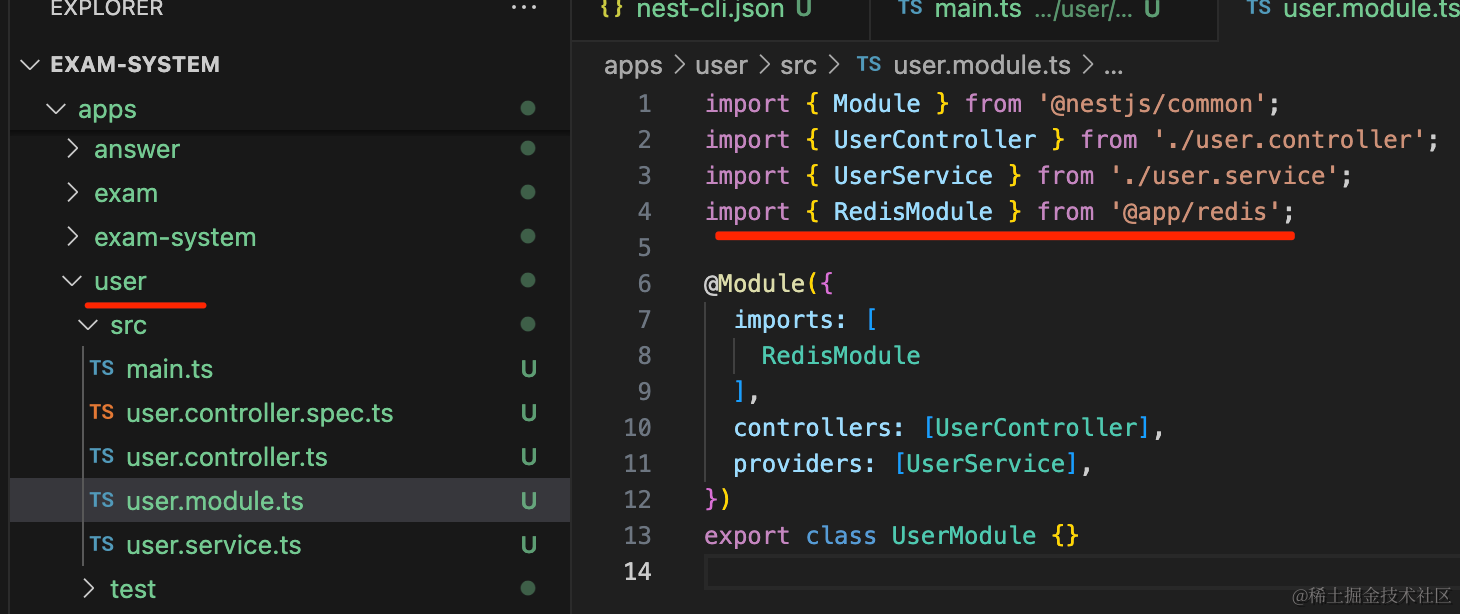 EXPLORER ...
EXAM-SYSTEM
apps
answer
exam
exam-system
user
src
TS main.ts U
TS user.controller.spec.ts U
TS user.controller.ts U
TS user.module.ts U
TS user.service.ts U
test
{} nest-cli.json U TS main.ts .../user/... U TS user.module.ts
apps > user > src > TS user.module.ts > ...
1 import { Module } from '@nestjs/common';
2 import { UserController } from './user.controller';
3 import { UserService } from './user.service';
4 import { RedisModule } from '@app/redis';
5
6 @Module({
7 imports: [
8 RedisModule
9 ],
10 controllers: [UserController],
11 providers: [UserService],
12 })
13 export class UserModule {}
14
@稀土掘金技术社区